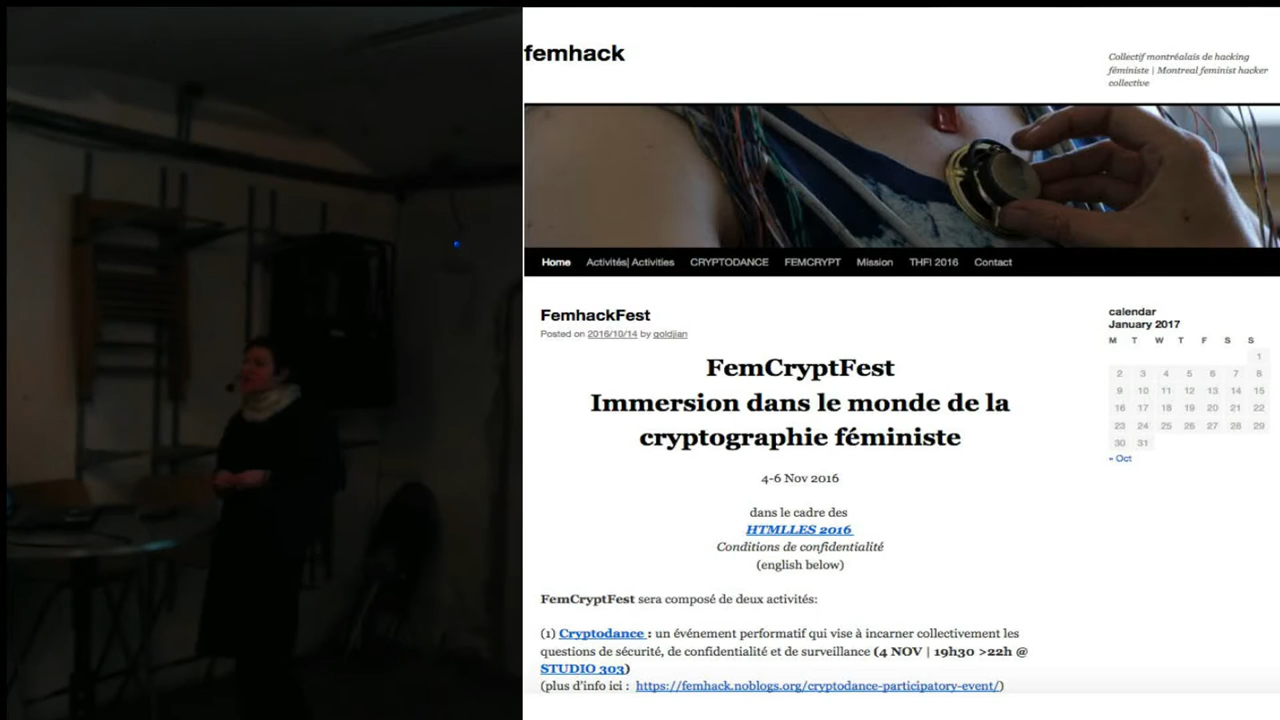 femhack
Collectif montréalais de hacking
féministe | Montreal feminist hacker
collective
Home Activités| Activities CRYPTODANCE FEMCRYPT Mission THF! 2016 Contact
FemhackFest
Posted on 2016/10/14 by goldjian
FemCryptFest
Immersion dans le monde de la
cryptographie féministe
4-6 Nov 2016
dans le cadre des
HTMLLES 2016
Conditions de confidentialité
(english below)
FemCryptFest sera composé de deux activités:
(1) Cryptodance : un événement performatif qui vise à incarner collectivement les
questions de sécurité, de confidentialité et de surveillance (4 NOV | 19h30 >22h @
STUDIO 303)
(plus d'info ici : https://femhack.noblogs.org/cryptodance-participatory-event/)
calendar
January 2017
M T W T F S S
1
2 3 4 5 6 7 8
9 10 11 12 13 14 15
16 17 18 19 20 21 22
23 24 25 26 27 28 29
30 31
« Oct